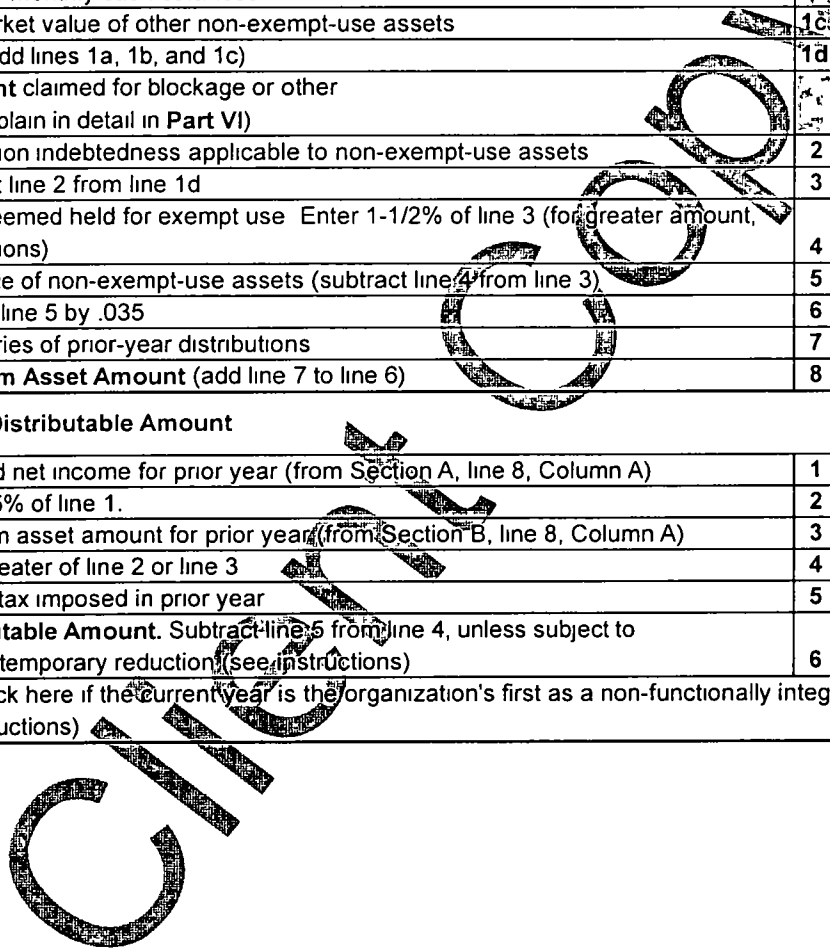 rket value of other non-exempt-use assets 1c
dd lines 1a, 1b, and 1c) 1d
nt claimed for blockage or other
plain in detail in Part VI)
ion indebtedness applicable to non-exempt-use assets 2
t line 2 from line 1d 3
eemed held for exempt use Enter 1-1/2% of line 3 (for greater amount,
ions) 4
e of non-exempt-use assets (subtract line 4 from line 3) 5
line 5 by .035 6
ries of prior-year distributions 7
m Asset Amount (add line 7 to line 6) 8
Distributable Amount
d net income for prior year (from Section A, line 8, Column A) 1
5% of line 1. 2
m asset amount for prior year (from Section B, line 8, Column A) 3
eater of line 2 or line 3 4
tax imposed in prior year 5
utable Amount. Subtract line 5 from line 4, unless subject to
temporary reduction (see instructions) 6
ck here if the current year is the organization's first as a non-functionally integ
uctions)
Client Copy